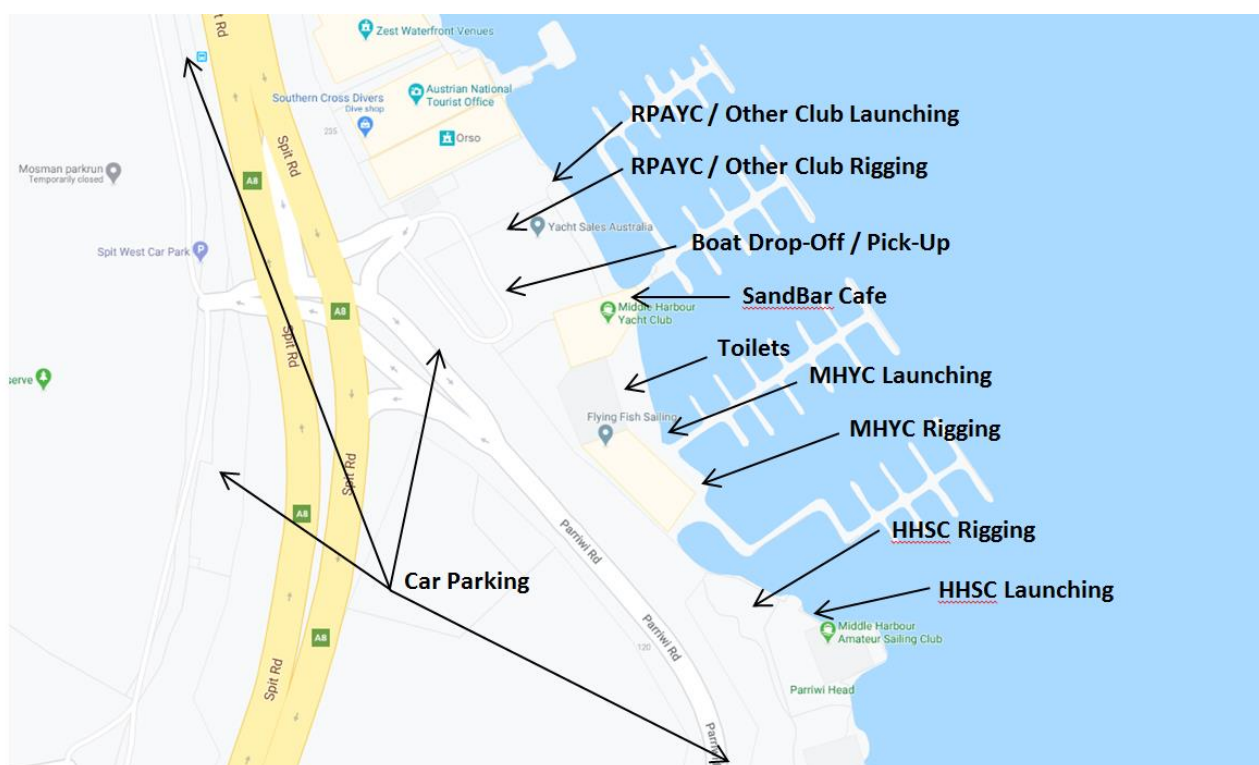 t Rd
Zest Waterfront Venues
Austrian National
Tourist Office
Southern Cross Divers
Dive shop
235
Orso
Spit Rd
A8
Mosman parkrun
Temporarily closed
Spit West Car Park
P
Yacht Sales Australia
RPAYC / Other Club Launching
RPAYC / Other Club Rigging
Boat Drop-Off / Pick-Up
SandBar Cafe
Middle Harbour
Yacht Club
A8
Spit Rd
Toilets
MHYC Launching
serve
Flying Fish Sailing
MHYC Rigging
Spit Rd
A8
Parriwi Rd
HHSC Rigging
Car Parking
HHSC Launching
A8
Parriwi Rd
120
Middle Harbour
Amateur Sailing Club
Spit Rd
Parriwi Head
Parriwi R